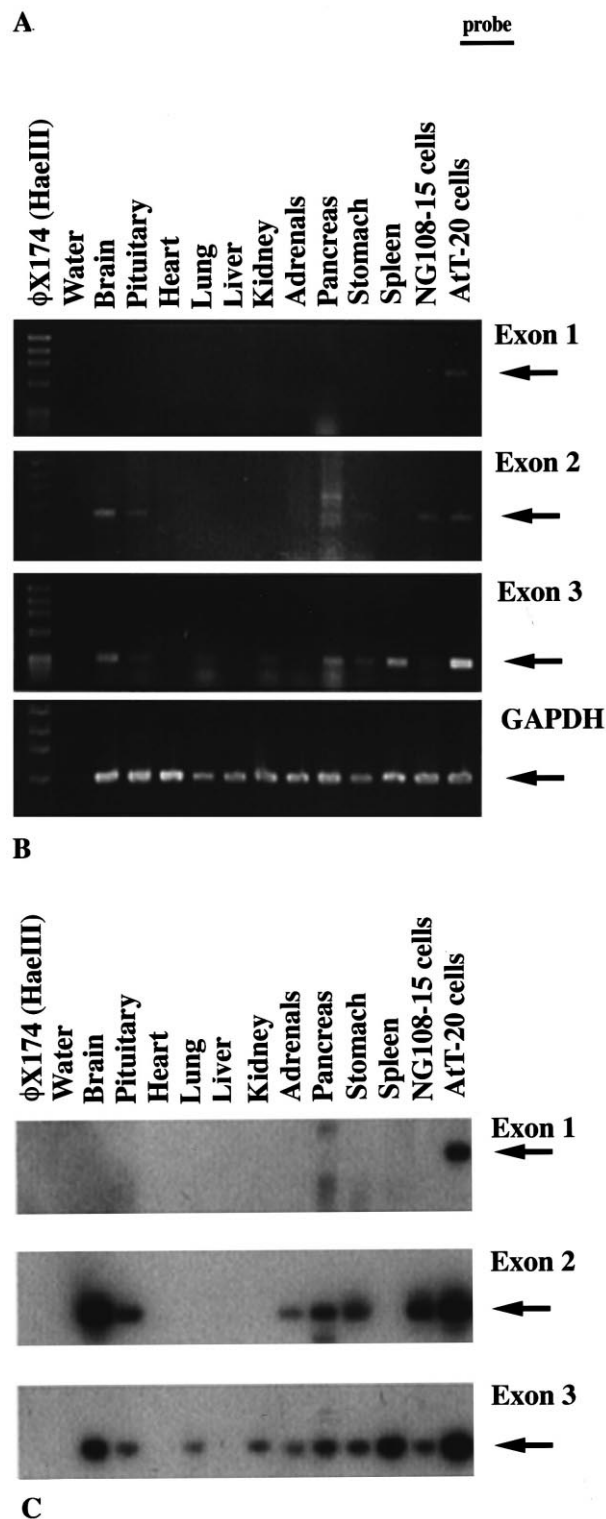 A.
probe
φX174 (HaeIII)
Water
Brain
Pituitary
Heart
Lung
Liver
Kidney
Adrenals
Pancreas
Stomach
Spleen
NG108-15 cells
AtT-20 cells
Exon 1
Exon 2
Exon 3
GAPDH
B
φX174 (HaeIII)
Water
Brain
Pituitary
Heart
Lung
Liver
Kidney
Adrenals
Pancreas
Stomach
Spleen
NG108-15 cells
AtT-20 cells
Exon 1
Exon 2
Exon 3
C